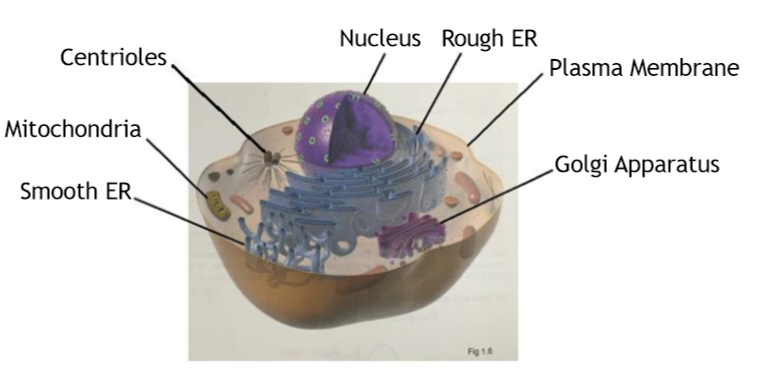 Nucleus
Rough ER
Centrioles
Plasma Membrane
Mitochondria
Golgi Apparatus
Smooth ER
Fig 1.6